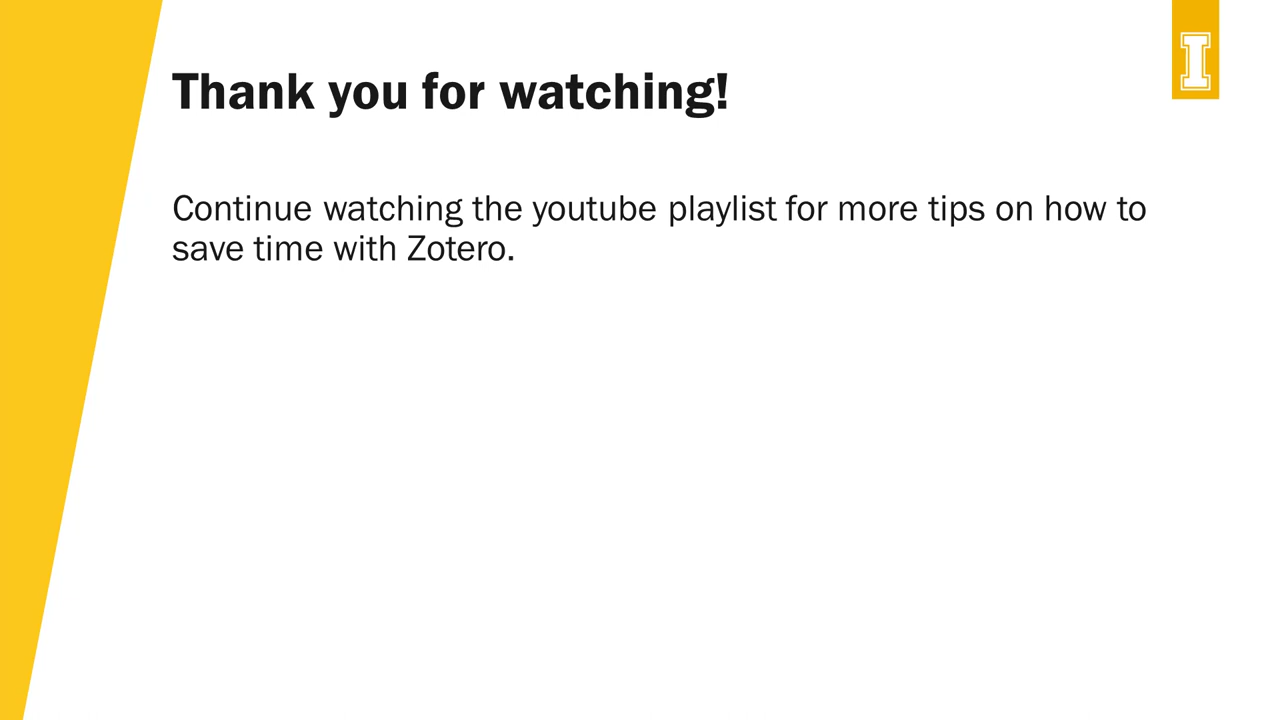 Thank you for watching!
I
Continue watching the youtube playlist for more tips on how to
save time with Zotero.